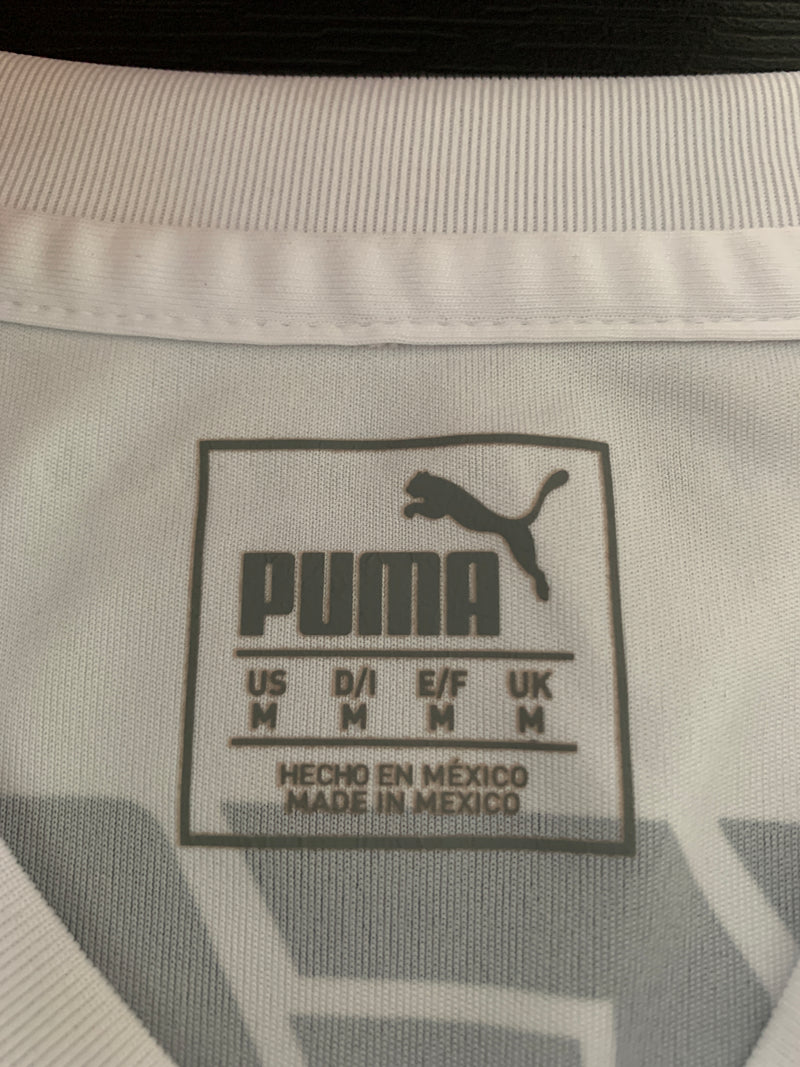 PUMA
US D/I E/F UK
M M M M
HECHO EN MÉXICO
MADE IN MEXICO